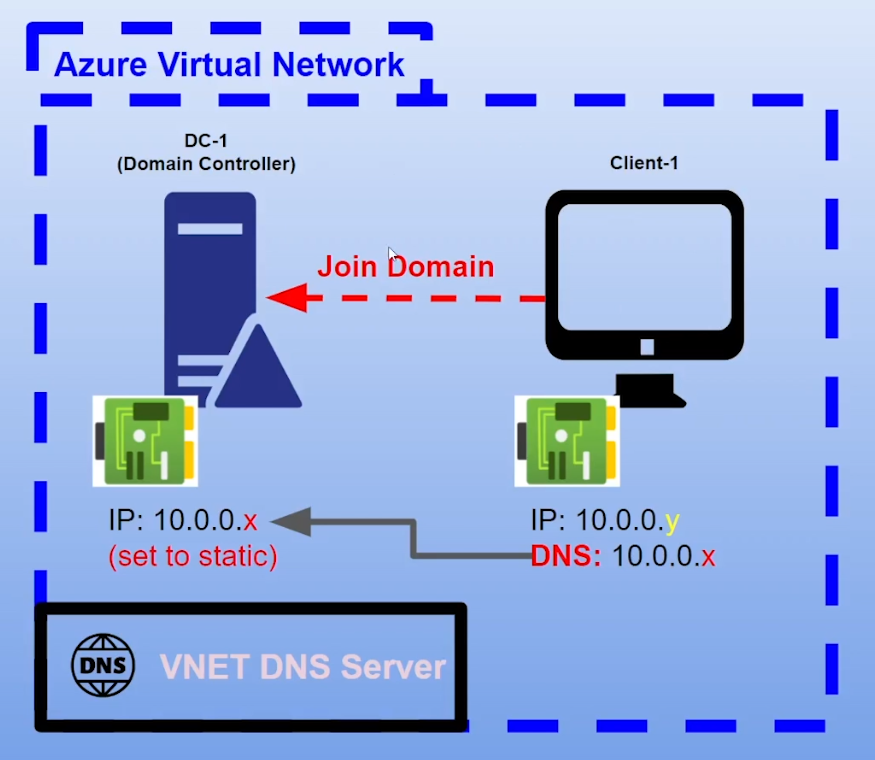 Azure Virtual Network
DC-1
(Domain Controller)
Client-1
Join Domain
IP: 10.0.0.x
(set to static)
IP: 10.0.0.y
DNS: 10.0.0.x
DNS
VNET DNS Server